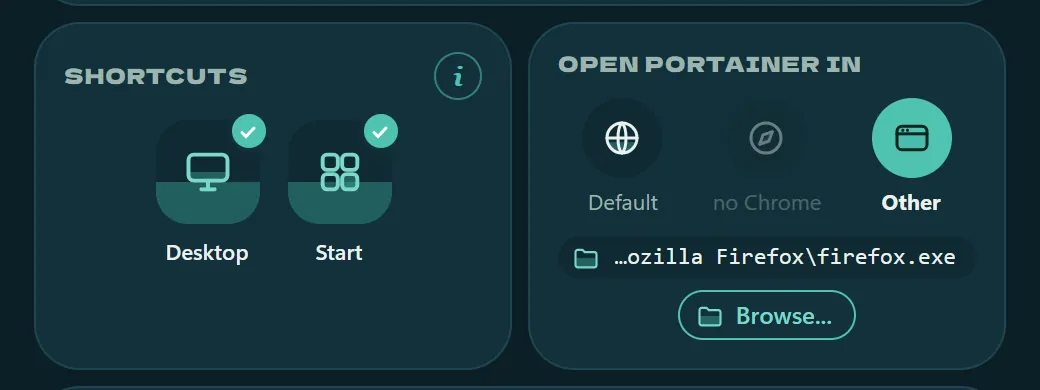 SHORTCUTS
i
Desktop
Start
OPEN PORTAINER IN
Default
no Chrome
Other
…ozilla Firefox\firefox.exe
Browse…